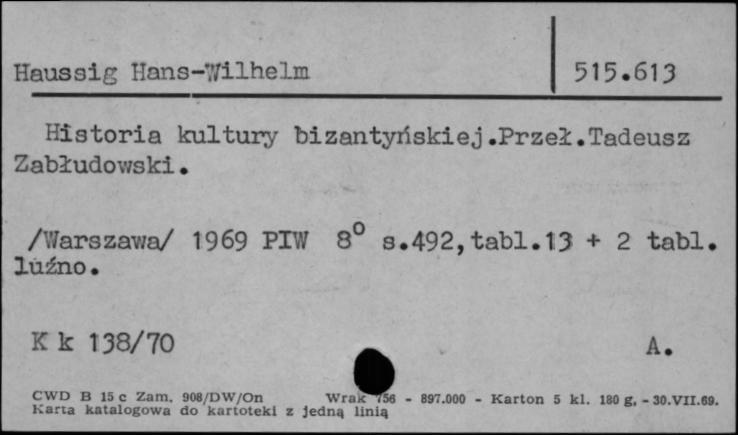 Haussig Hans-Wilhelm 515.613
Historia kultury bizantyńskiej.Przeł.Tadeusz
Zabłudowski.
/Warszawa/ 1969 PIW 8° s.492,tabl.13 + 2 tabl.
luźno.
K k 138/70 A.
CWD B 15 c Zam. 908/DW/On Wrak 756 - 897.000 - Karton 5 kl. 180 g. - 30.VII.69.
Karta katalogowa do kartoteki z jedną linią